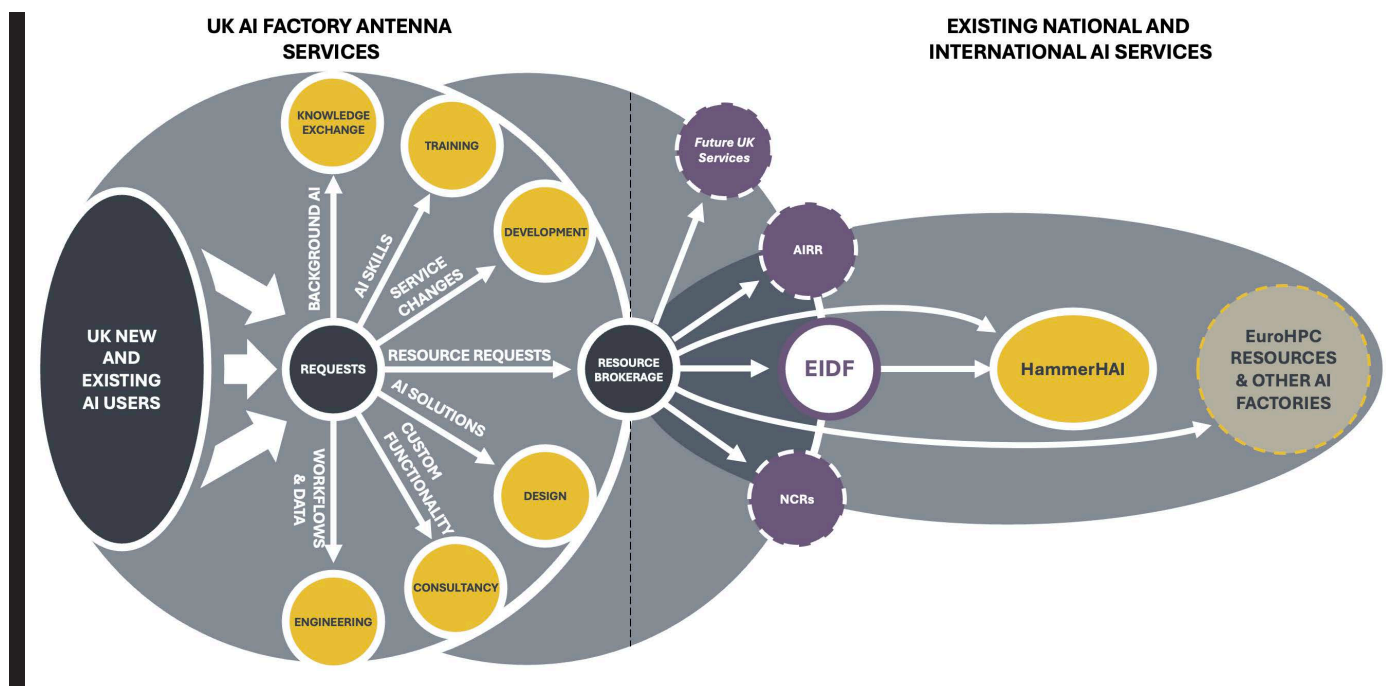 UK AI FACTORY ANTENNA
SERVICES
EXISTING NATIONAL AND
INTERNATIONAL AI SERVICES
KNOWLEDGE
EXCHANGE
TRAINING
DEVELOPMENT
BACKGROUND AI
AI SKILLS
SERVICE
CHANGES
UK NEW
AND
EXISTING
AI USERS
REQUESTS
RESOURCE REQUESTS
RESOURCE
BROKERAGE
AI SOLUTIONS
CUSTOM
FUNCTIONALITY
WORKFLOWS
& DATA
DESIGN
CONSULTANCY
ENGINEERING
Future UK
Services
AIRR
EIDF
NCRs
HammerHAI
EuroHPC
RESOURCES
& OTHER AI
FACTORIES